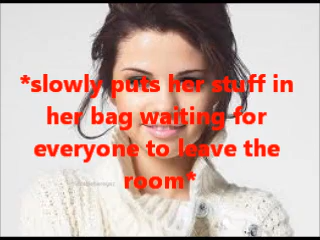 *slowly puts her stuff in
her bag waiting for
everyone to leave the
room*